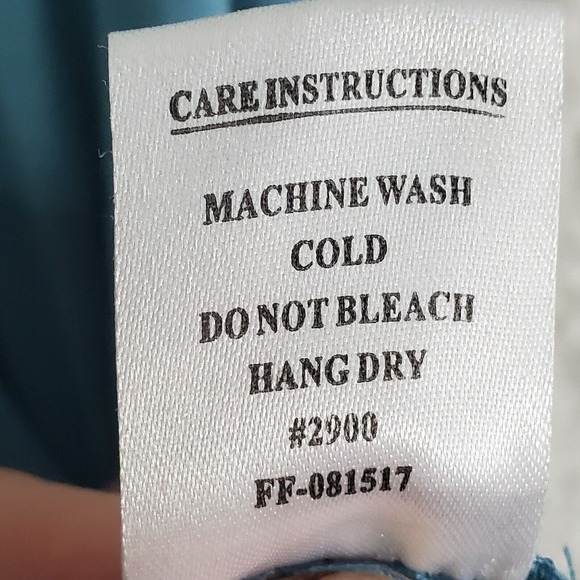 CARE INSTRUCTIONS
MACHINE WASH
COLD
DO NOT BLEACH
HANG DRY
#2900
FF-081517